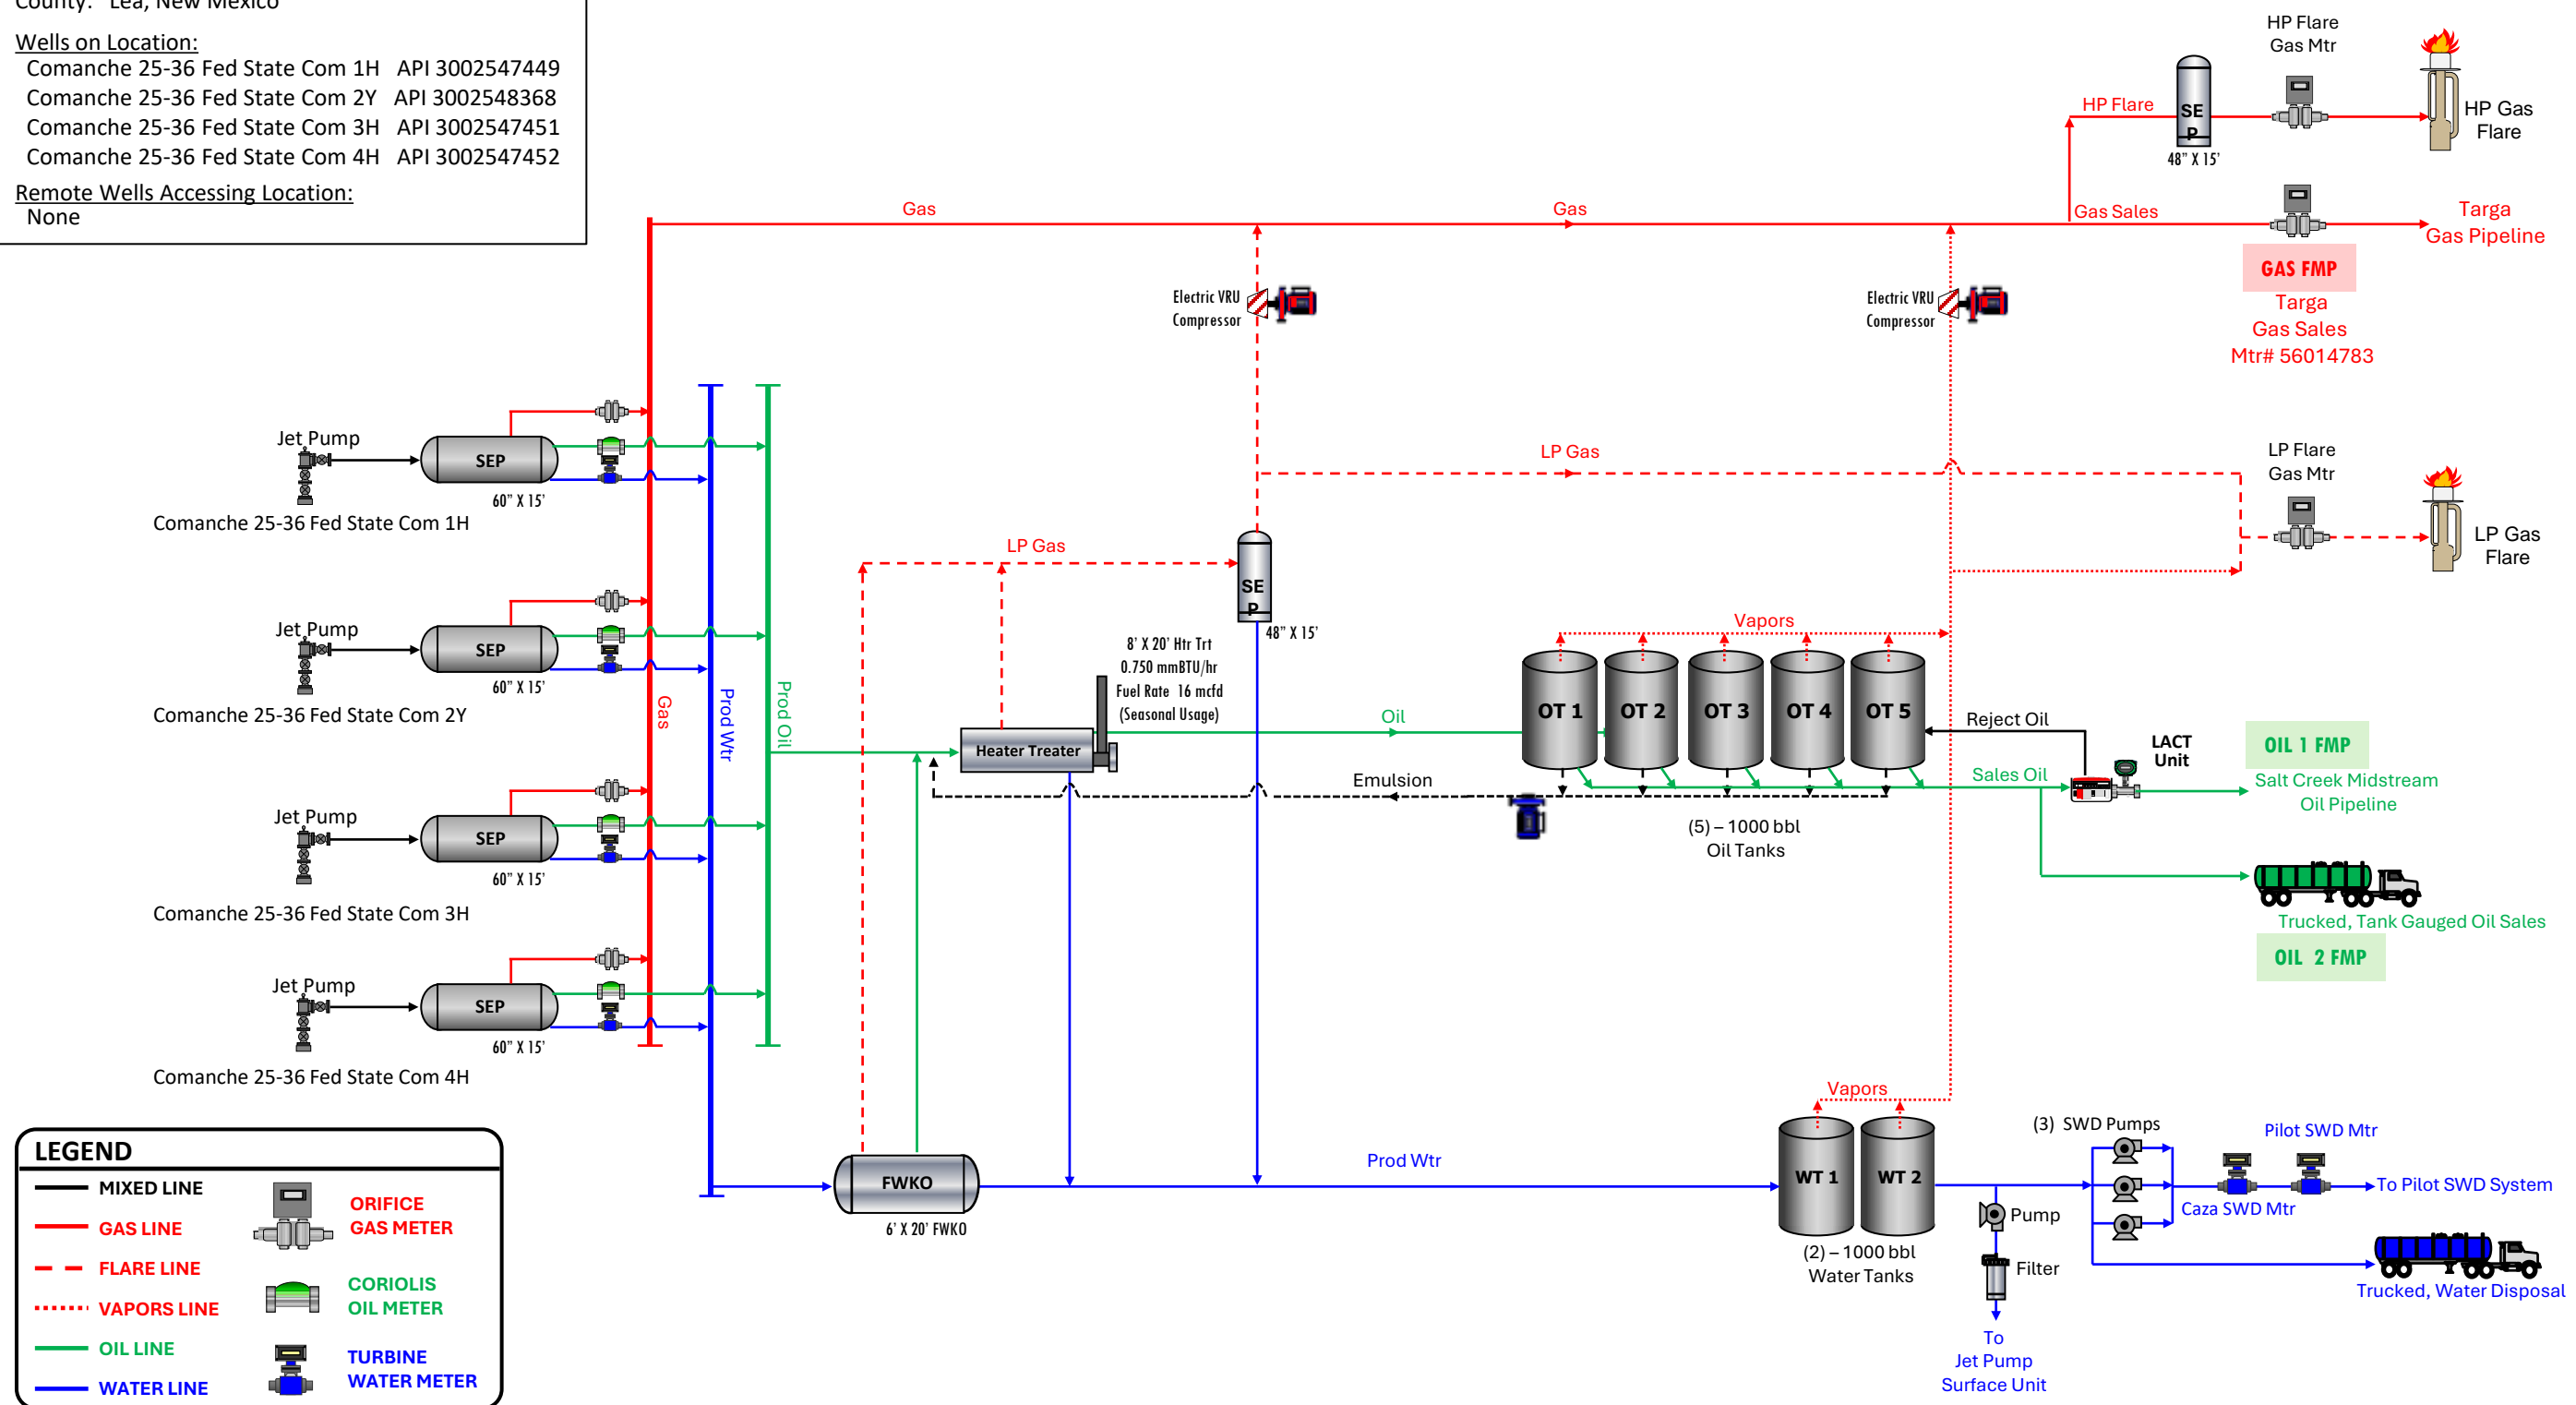 County: Lea, New Mexico
Wells on Location:
Comanche 25-36 Fed State Com 1H API 3002547449
Comanche 25-36 Fed State Com 2Y API 3002548368
Comanche 25-36 Fed State Com 3H API 3002547451
Comanche 25-36 Fed State Com 4H API 3002547452
Remote Wells Accessing Location:
None
HP Flare
Gas Mtr
HP Flare
SE
P
48" X 15'
HP Gas
Flare
Gas
Gas
Gas Sales
Targa
Gas Pipeline
GAS FMP
Targa
Gas Sales
Mtr# 56014783
Electric VRU
Compressor
Electric VRU
Compressor
Jet Pump
SEP
60" X 15'
Comanche 25-36 Fed State Com 1H
LP Gas
LP Flare
Gas Mtr
LP Gas
Flare
LP Gas
SE
P
48" X 15'
Jet Pump
SEP
60" X 15'
Comanche 25-36 Fed State Com 2Y
Gas
Prod Wtr
Prod Oil
8' X 20' Htr Trt
0.750 mmBTU/hr
Fuel Rate 16 mcfd
(Seasonal Usage)
Heater Treater
Oil
Vapors
OT 1
OT 2
OT 3
OT 4
OT 5
Reject Oil
LACT
Unit
OIL 1 FMP
Emulsion
Sales Oil
Salt Creek Midstream
Oil Pipeline
(5) – 1000 bbl
Oil Tanks
Jet Pump
SEP
60" X 15'
Comanche 25-36 Fed State Com 3H
Trucked, Tank Gauged Oil Sales
OIL 2 FMP
Jet Pump
SEP
60" X 15'
Comanche 25-36 Fed State Com 4H
Vapors
FWKO
6' X 20' FWKO
Prod Wtr
WT 1
WT 2
(2) – 1000 bbl
Water Tanks
(3) SWD Pumps
Pilot SWD Mtr
To Pilot SWD System
Caza SWD Mtr
Pump
Filter
To
Jet Pump
Surface Unit
Trucked, Water Disposal
LEGEND
MIXED LINE
GAS LINE
FLARE LINE
VAPORS LINE
OIL LINE
WATER LINE
ORIFICE
GAS METER
CORIOLIS
OIL METER
TURBINE
WATER METER